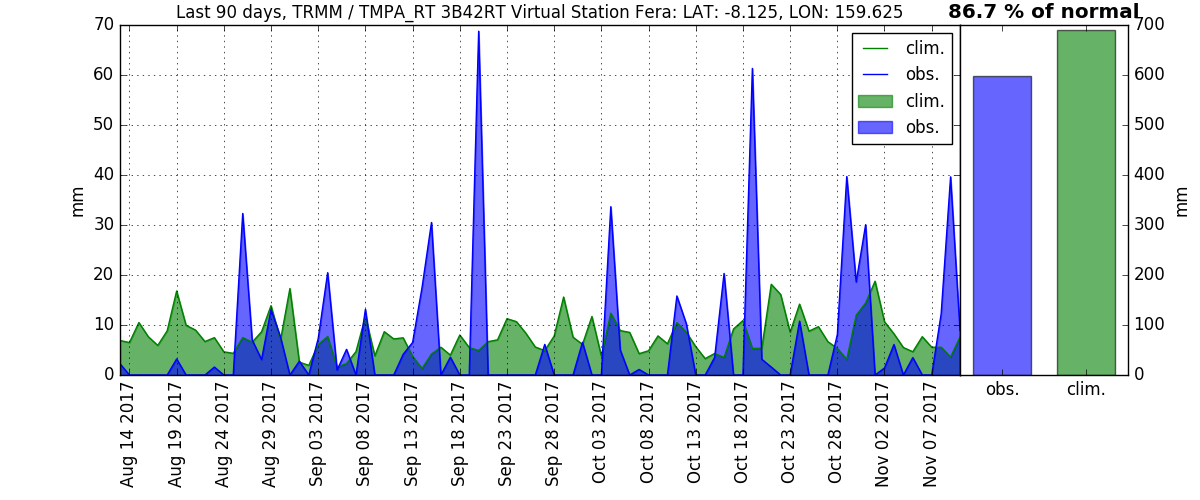 Last 90 days, TRMM / TMPA_RT 3B42RT Virtual Station Fera: LAT: -8.125, LON: 159.625
86.7 % of normal
70
60
50
40
30
20
10
0
mm
clim.
obs.
clim.
obs.
700
600
500
400
300
200
100
0
mm
obs.
clim.
Aug 14 2017
Aug 19 2017
Aug 24 2017
Aug 29 2017
Sep 03 2017
Sep 08 2017
Sep 13 2017
Sep 18 2017
Sep 23 2017
Sep 28 2017
Oct 03 2017
Oct 08 2017
Oct 13 2017
Oct 18 2017
Oct 23 2017
Oct 28 2017
Nov 02 2017
Nov 07 2017